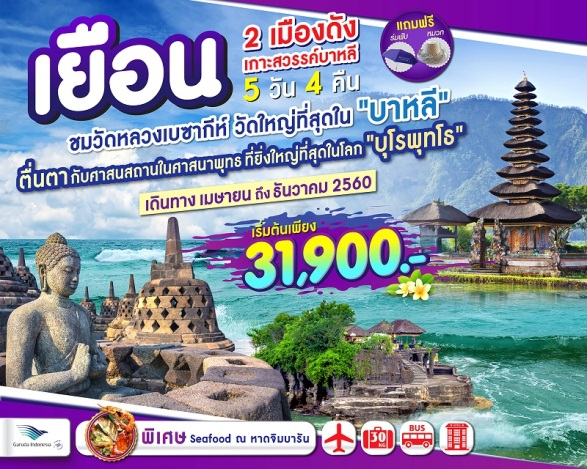 เยือน
2 เมืองดัง
เกาะสวรรค์บาหลี
5 วัน 4 คืน
แถมฟรี
ร่มพับ หมวก
ชมวัดหลวงเบซากีห์ วัดใหญ่ที่สุดใน "บาหลี"
ตื่นตา กับศาสนสถานในศาสนาพุทธ ที่ยิ่งใหญ่ที่สุดในโลก "บุโรพุทโธ"
เดินทาง เมษายน ถึง ธันวาคม 2560
เริ่มต้นเพียง
31,900.-
Garuda Indonesia
พิเศษ Seafood ณ หาดจิมบารัน
30
KG
BUS